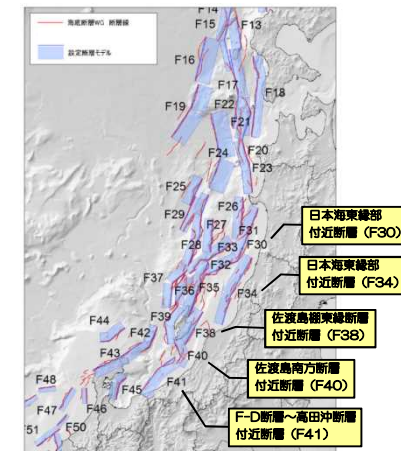 F14
F15
F13
海底断層WG 断層線
設定断層モデル
F16
F17
F18
F19
F22
F21
F24
F20
F23
F25
F26
F29
F27
F31
F28
F33
F30
F32
F37
F36
F35
F34
F39
F44
F42
F38
F43
F40
F48
F45
F41
F47
F46
F50
F51
日本海東縁部
付近断層（F30）
日本海東縁部
付近断層（F34）
佐渡島棚東縁断層
付近断層（F38）
佐渡島南方断層
付近断層（F40）
F-D断層～高田沖断層
付近断層（F41）